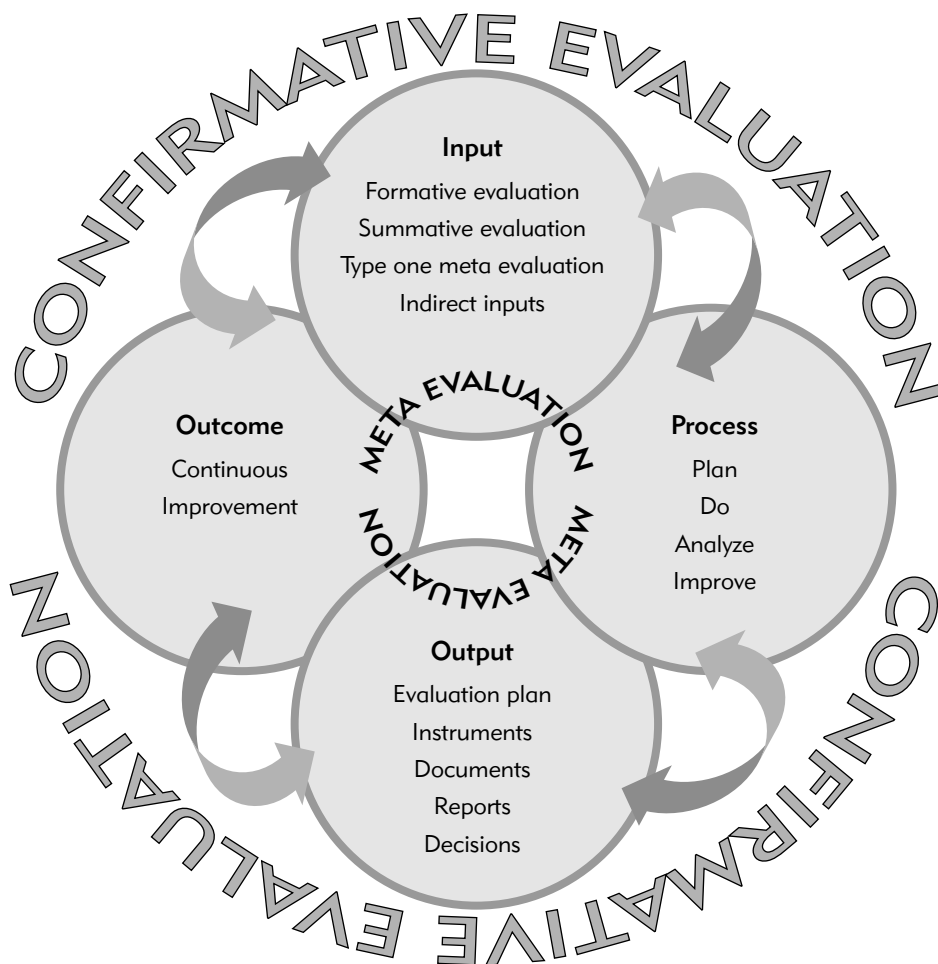 CONFIRMATIVE EVALUATION
Input
Formative evaluation
Summative evaluation
Type one meta evaluation
Indirect inputs
META EVALUATION
Outcome
Continuous
Improvement
Process
Plan
Do
Analyze
Improve
META EVALUATION
Output
Evaluation plan
Instruments
Documents
Reports
Decisions
CONFIRMATIVE EVALUATION